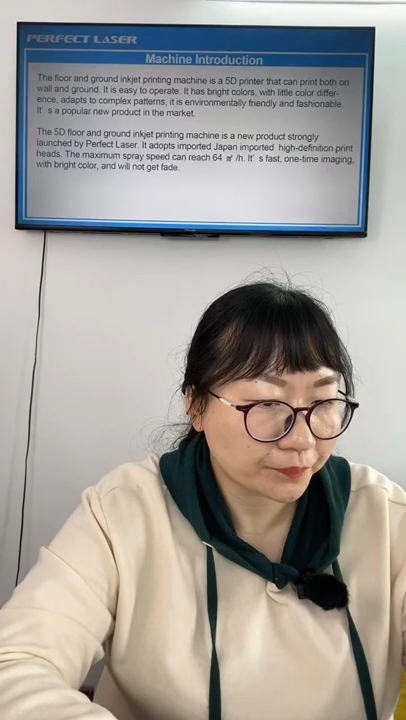 PERFECT LASER
Machine Introduction
The floor and ground inkjet printing machine is a 5D printer that can print both on
wall and ground. It is easy to operate. It has bright colors, with little color differ-
ence, adapts to complex patterns, it is environmentally friendly and fashionable.
It's a popular new product in the market.
The 5D floor and ground inkjet printing machine is a new product strongly
launched by Perfect Laser. It adopts imported Japan imported high-definition print
heads. The maximum spray speed can reach 64 ㎡/h. It's fast, one-time imaging,
with bright color, and will not get fade.